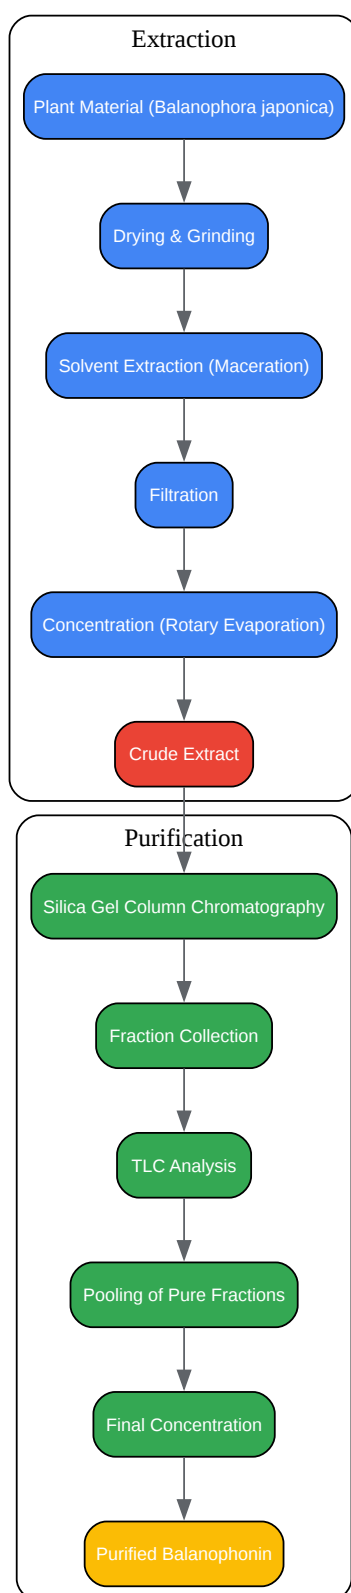 Extraction
Plant Material (Balanophora japonica)
Drying & Grinding
Solvent Extraction (Maceration)
Filtration
Concentration (Rotary Evaporation)
Crude Extract
Purification
Silica Gel Column Chromatography
Fraction Collection
TLC Analysis
Pooling of Pure Fractions
Final Concentration
Purified Balanophonin